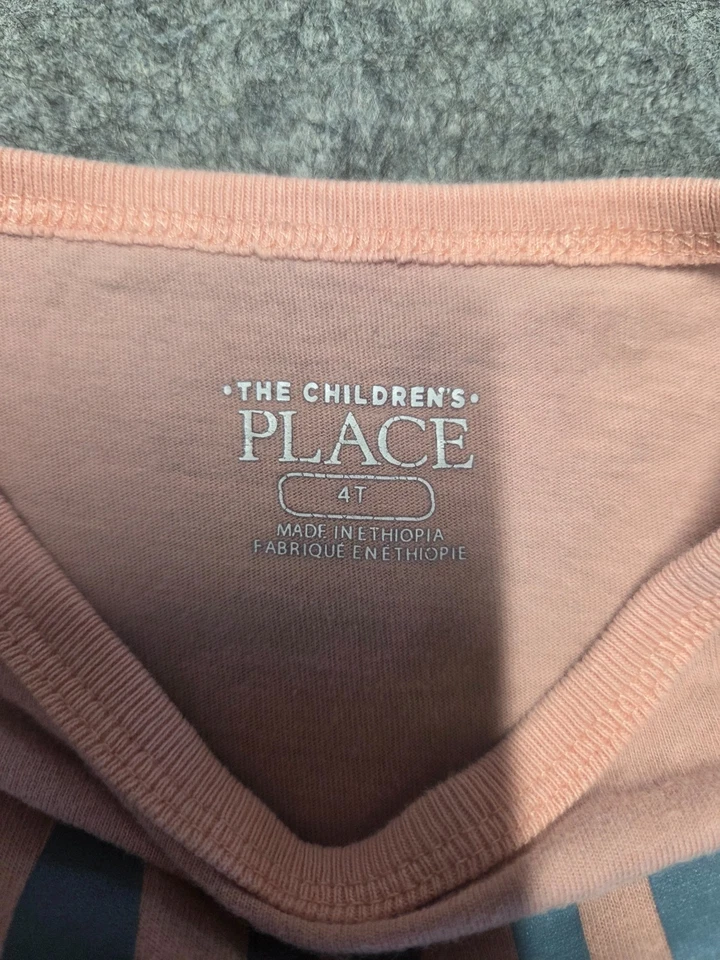 •THE CHILDREN'S•
PLACE
4T
MADE IN ETHIOPIA
FABRIQUÉ EN ÉTHIOPIE